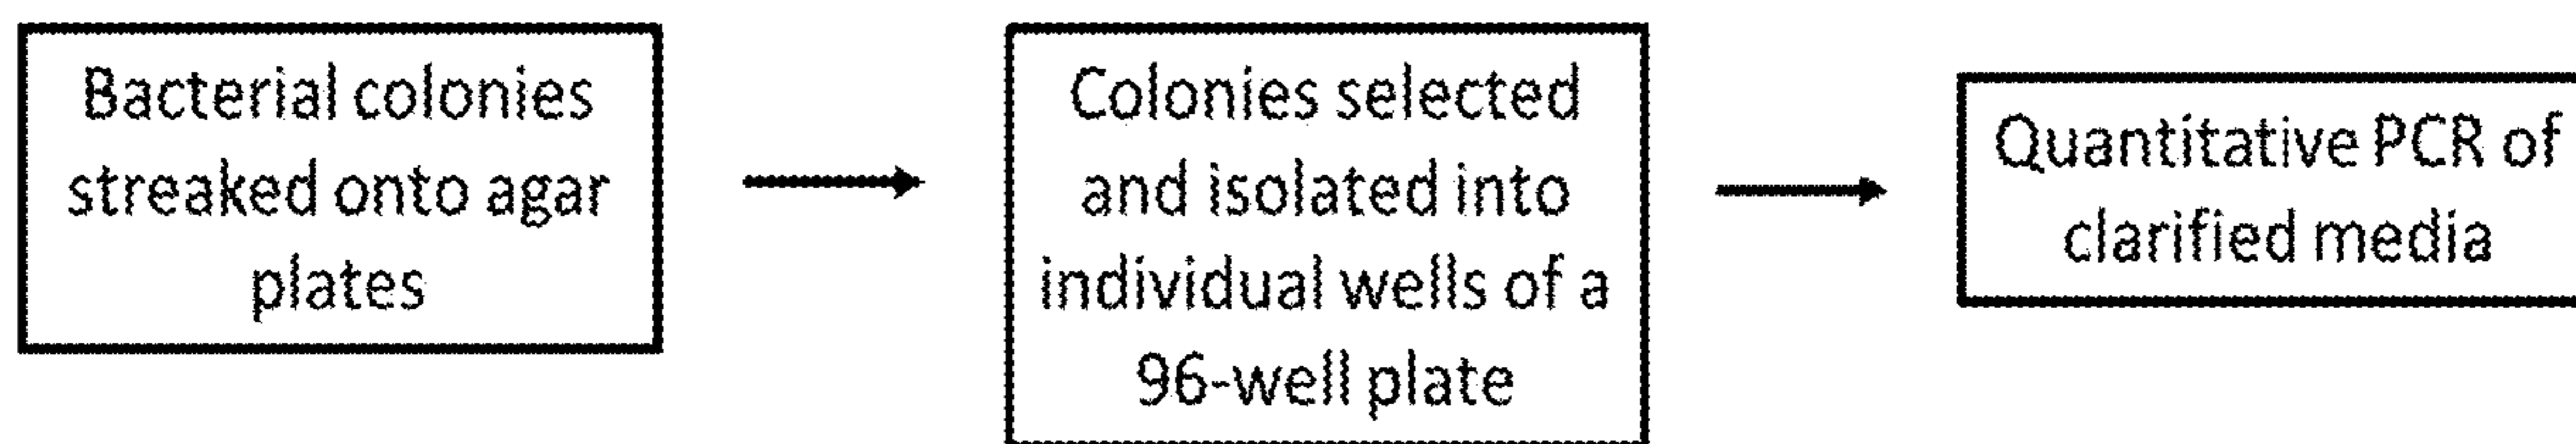 Bacterial colonies
streaked onto agar
plates
Colonies selected
and isolated into
individual wells of a
96-well plate
Quantitative PCR of
clarified media